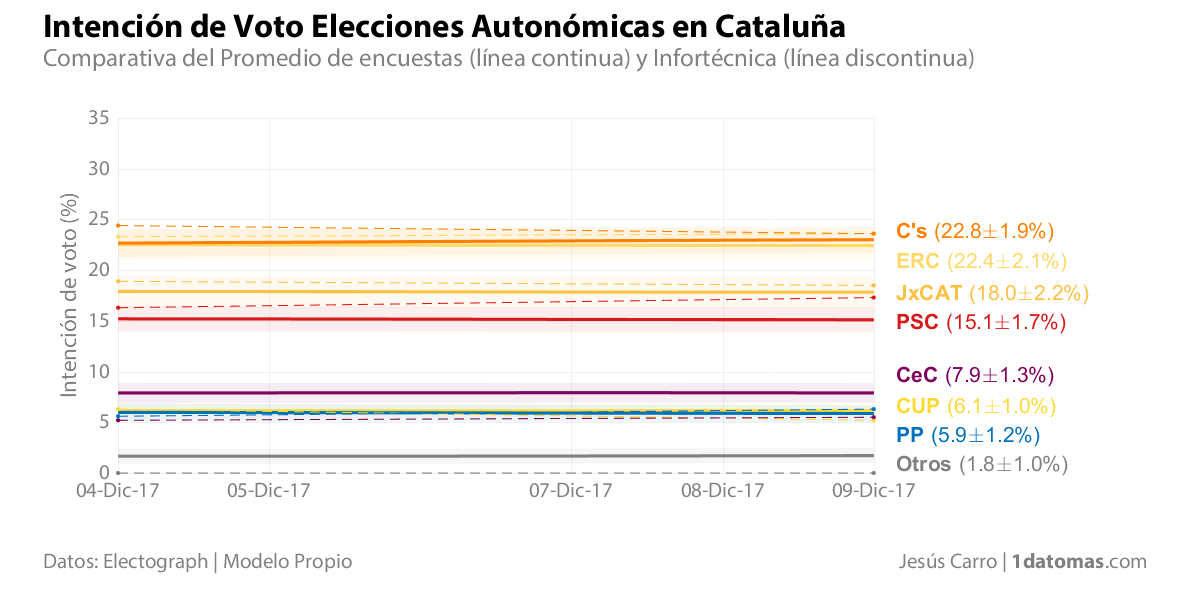 Intención de Voto Elecciones Autonómicas en Cataluña
Comparativa del Promedio de encuestas (línea continua) y Infortécnica (línea discontinua)
Intención de voto (%)
35
30
25
20
15
10
5
0
04-Dic-17 05-Dic-17 07-Dic-17 08-Dic-17 09-Dic-17
C's (22.8±1.9%)
ERC (22.4±2.1%)
JxCAT (18.0±2.2%)
PSC (15.1±1.7%)
CeC (7.9±1.3%)
CUP (6.1±1.0%)
PP (5.9±1.2%)
Otros (1.8±1.0%)
Datos: Electograph | Modelo Propio
Jesús Carro | 1datomas.com